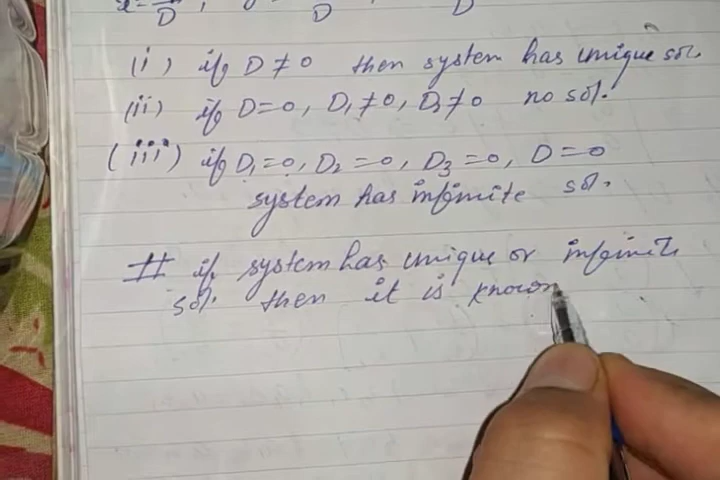 x = /D, D D
(i) if D ≠ 0 then system has unique sol.
(ii) if D=0, D₁ ≠0, D₃ ≠0 no sol.
(iii) if D₁=0, D₂ =0, D₃ =0, D=0
system has infinite sol.
# if system has unique or infinite
sol. then it is known